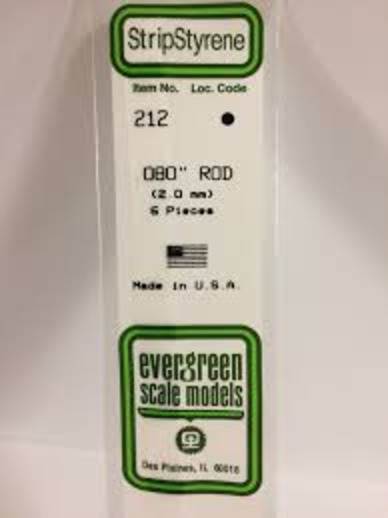 StripStyrene
Item No. Loc. Code
212
.080" ROD
(2.0 mm)
6 Pieces
Made in U.S.A.
evergreen
scale models
Des Plaines, IL 60018